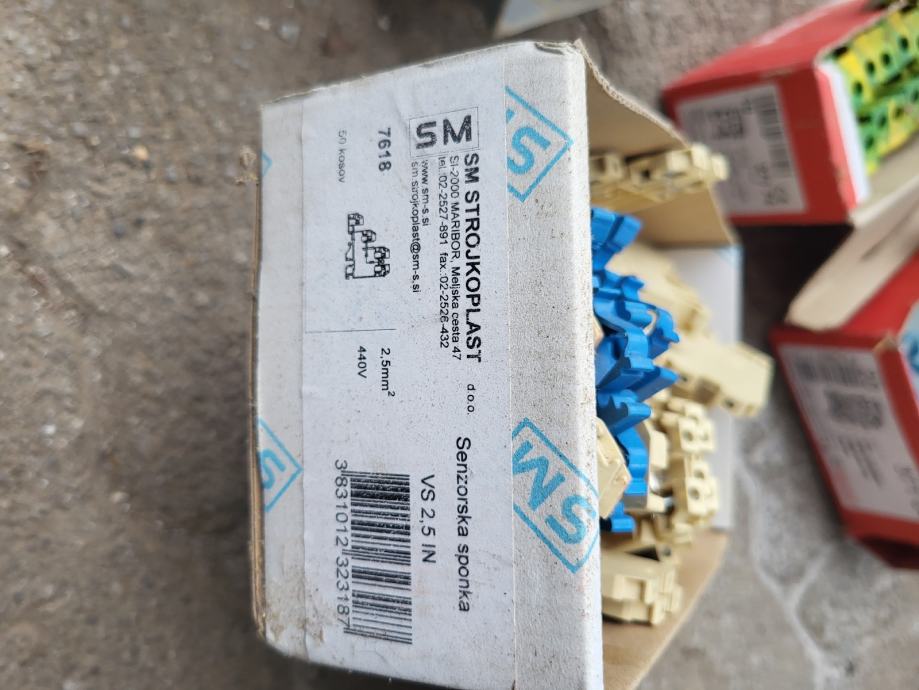 SM
SM STROJKOPLAST d.o.o.
SI-2000 MARIBOR, Meljska cesta 47
tel.:02-2527-891 fax.:02-2526-432
www.sm-s.si
sm.strojkoplast@sm-s.si
7618
50 kosov
2,5mm²
440V
Senzorska sponka
VS 2,5 IN
3831012323187
S
SM
S